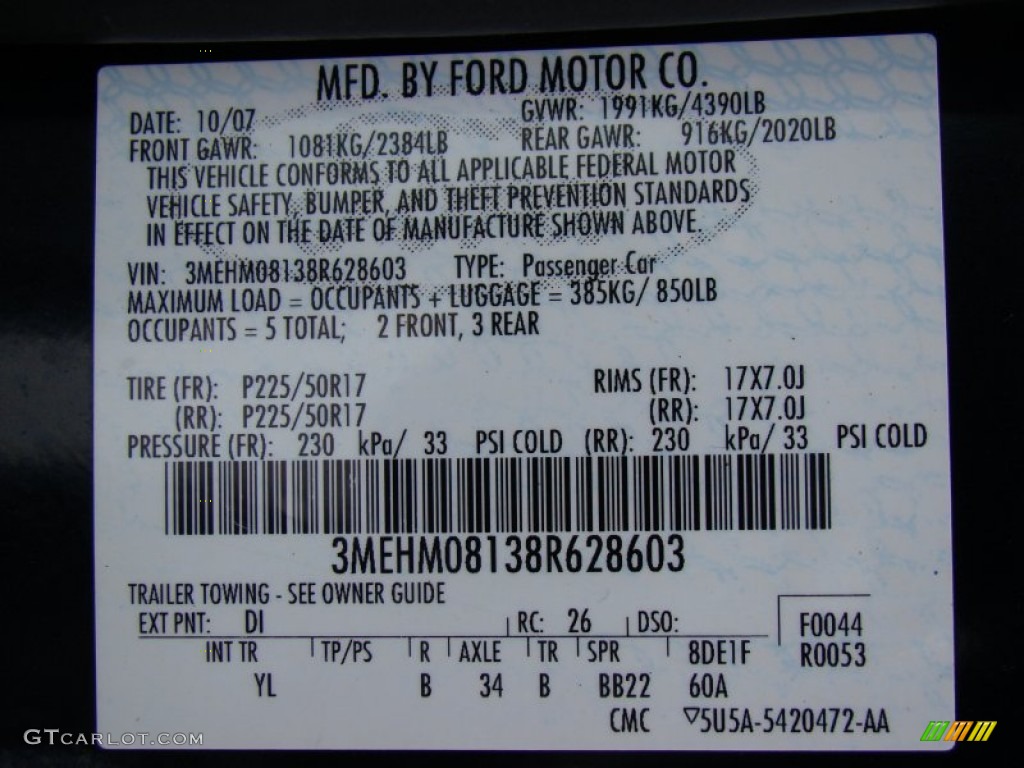 MFD. BY FORD MOTOR CO.
DATE: 10/07 GVWR: 1991KG/4390LB
FRONT GAWR: 1081KG/2384LB REAR GAWR: 916KG/2020LB
THIS VEHICLE CONFORMS TO ALL APPLICABLE FEDERAL MOTOR
VEHICLE SAFETY, BUMPER, AND THEFT PREVENTION STANDARDS
IN EFFECT ON THE DATE OF MANUFACTURE SHOWN ABOVE.
VIN: 3MEHM08138R628603 TYPE: Passenger Car
MAXIMUM LOAD = OCCUPANTS + LUGGAGE = 385KG/ 850LB
OCCUPANTS = 5 TOTAL; 2 FRONT, 3 REAR
TIRE (FR): P225/50R17 RIMS (FR): 17X7.0J
(RR): P225/50R17 (RR): 17X7.0J
PRESSURE (FR): 230 kPa/ 33 PSI COLD (RR): 230 kPa/ 33 PSI COLD
3MEHM08138R628603
TRAILER TOWING - SEE OWNER GUIDE
EXT PNT: DI RC: 26 DSO: F0044
INT TR TP/PS R AXLE TR SPR 8DE1F R0053
YL B 34 B BB22 60A
CMC ▽5U5A-5420472-AA
GTCARLOT.COM